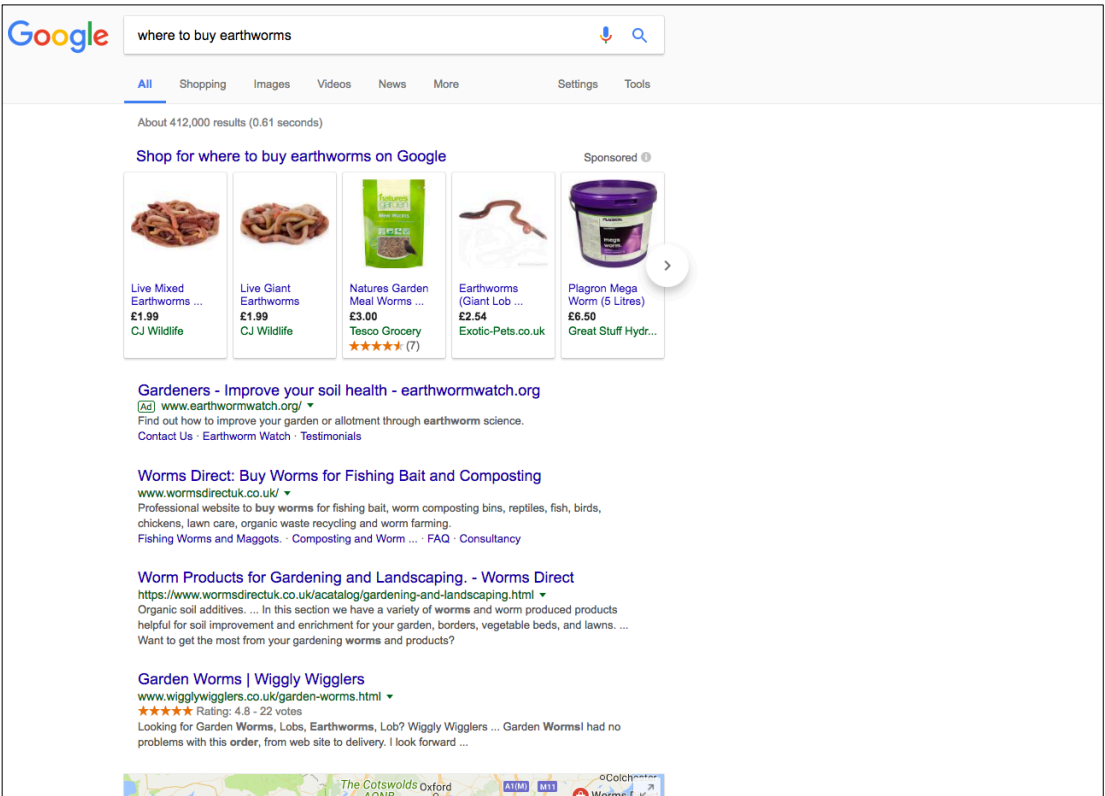 Google
where to buy earthworms
All Shopping Images Videos News More Settings Tools
About 412,000 results (0.61 seconds)
Shop for where to buy earthworms on Google Sponsored
Live Mixed Earthworms ...
£1.99
CJ Wildlife
Live Giant Earthworms
£1.99
CJ Wildlife
nature's garden
Meal Worms
Natures Garden Meal Worms ...
£3.00
Tesco Grocery
(7)
Earthworms (Giant Lob ...
£2.54
Exotic-Pets.co.uk
mega worm.
Plagron Mega Worm (5 Litres)
£6.50
Great Stuff Hydr...
Gardeners - Improve your soil health - earthwormwatch.org
Ad www.earthwormwatch.org/
Find out how to improve your garden or allotment through earthworm science.
Contact Us · Earthworm Watch · Testimonials
Worms Direct: Buy Worms for Fishing Bait and Composting
www.wormsdirectuk.co.uk/
Professional website to buy worms for fishing bait, worm composting bins, reptiles, fish, birds,
chickens, lawn care, organic waste recycling and worm farming.
Fishing Worms and Maggots. · Composting and Worm ... · FAQ · Consultancy
Worm Products for Gardening and Landscaping. - Worms Direct
https://www.wormsdirectuk.co.uk/acatalog/gardening-and-landscaping.html
Organic soil additives. ... In this section we have a variety of worms and worm produced products
helpful for soil improvement and enrichment for your garden, borders, vegetable beds, and lawns. ...
Want to get the most from your gardening worms and products?
Garden Worms | Wiggly Wigglers
www.wigglywigglers.co.uk/garden-worms.html
Rating: 4.8 - 22 votes
Looking for Garden Worms, Lobs, Earthworms, Lob? Wiggly Wigglers ... Garden WormsI had no
problems with this order, from web site to delivery. I look forward ...
The Cotswolds Oxford A1(M) M11